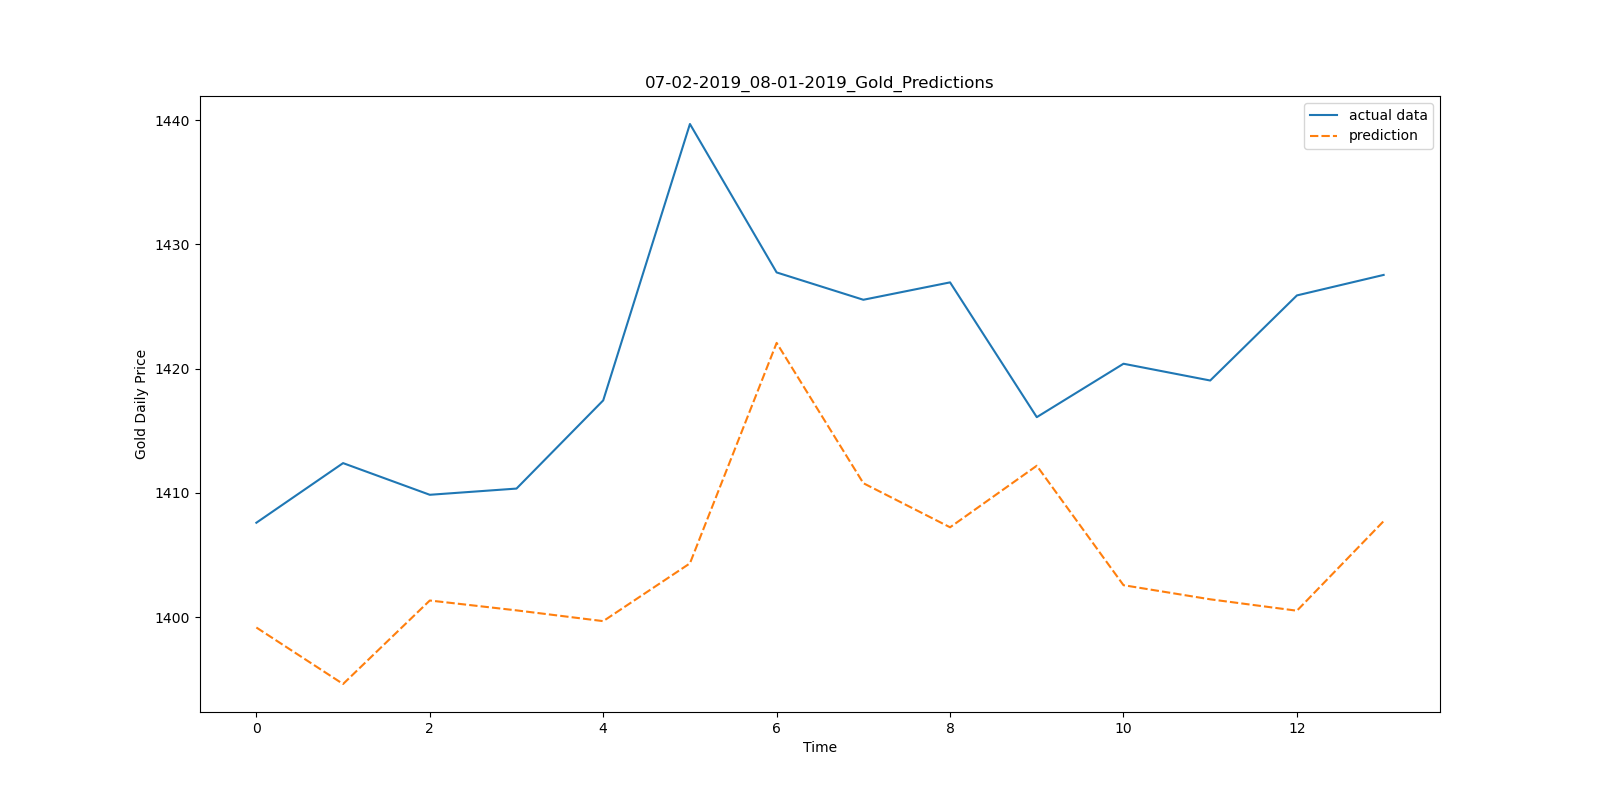 07-02-2019_08-01-2019_Gold_Predictions
actual data
prediction
1440
1430
1420
1410
1400
Gold Daily Price
0 2 4 6 8 10 12
Time